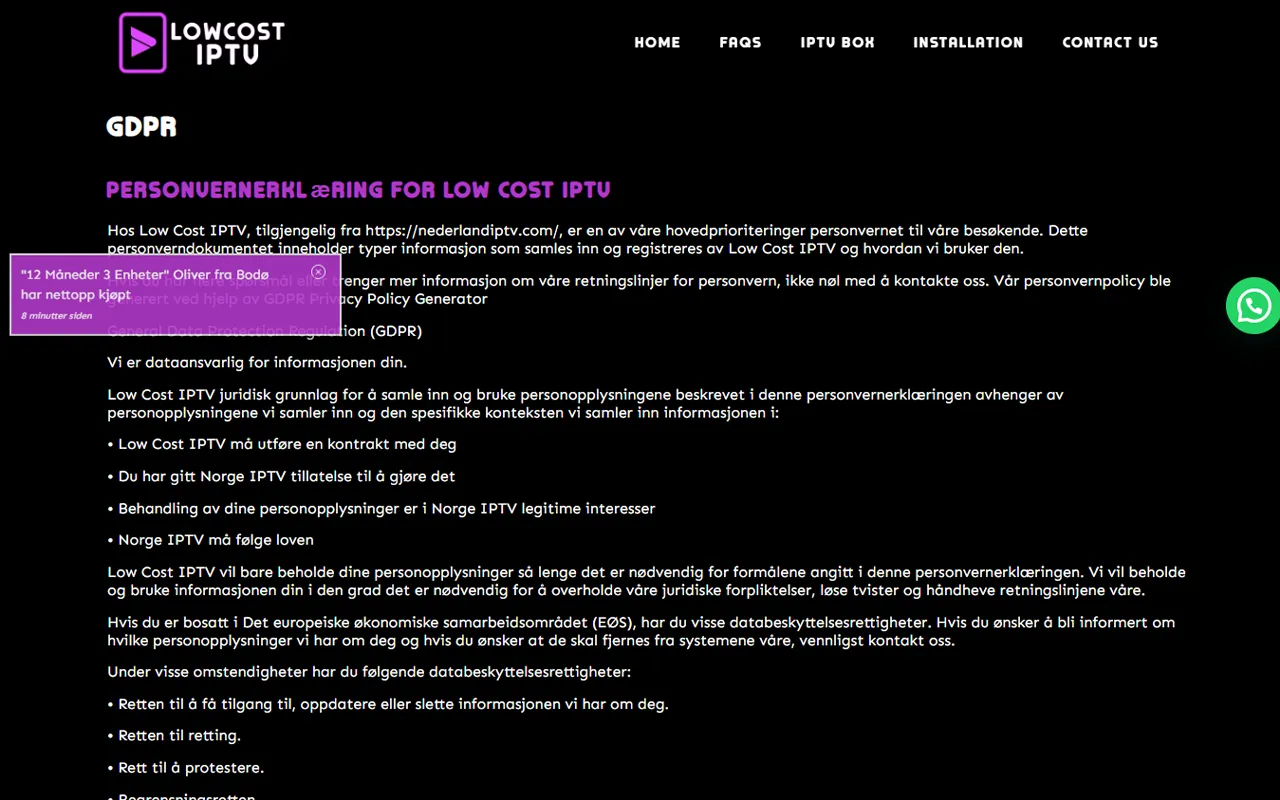 LOWCOST
IPTV
HOME FAQS IPTV BOX INSTALLATION CONTACT US
GDPR
PERSONVERNERKLæRING FOR LOW COST IPTV
Hos Low Cost IPTV, tilgjengelig fra https://nederlandiptv.com/, er en av våre hovedprioriteringer personvernet til våre besøkende. Dette
personverndokumentet inneholder typer informasjon som samles inn og registreres av Low Cost IPTV og hvordan vi bruker den.
"12 Måneder 3 Enheter" Oliver fra Bodø
har nettopp kjøpt
8 minutter siden
Hvis du har flere spørsmål eller trenger mer informasjon om våre retningslinjer for personvern, ikke nøl med å kontakte oss. Vår personvernpolicy ble
generert ved hjelp av GDPR Privacy Policy Generator
General Data Protection Regulation (GDPR)
Vi er dataansvarlig for informasjonen din.
Low Cost IPTV juridisk grunnlag for å samle inn og bruke personopplysningene beskrevet i denne personvernerklæringen avhenger av
personopplysningene vi samler inn og den spesifikke konteksten vi samler inn informasjonen i:
• Low Cost IPTV må utføre en kontrakt med deg
• Du har gitt Norge IPTV tillatelse til å gjøre det
• Behandling av dine personopplysninger er i Norge IPTV legitime interesser
• Norge IPTV må følge loven
Low Cost IPTV vil bare beholde dine personopplysninger så lenge det er nødvendig for formålene angitt i denne personvernerklæringen. Vi vil beholde
og bruke informasjonen din i den grad det er nødvendig for å overholde våre juridiske forpliktelser, løse tvister og håndheve retningslinjene våre.
Hvis du er bosatt i Det europeiske økonomiske samarbeidsområdet (EØS), har du visse databeskyttelsesrettigheter. Hvis du ønsker å bli informert om
hvilke personopplysninger vi har om deg og hvis du ønsker at de skal fjernes fra systemene våre, vennligst kontakt oss.
Under visse omstendigheter har du følgende databeskyttelsesrettigheter:
• Retten til å få tilgang til, oppdatere eller slette informasjonen vi har om deg.
• Retten til retting.
• Rett til å protestere.
• Begrensningsretten